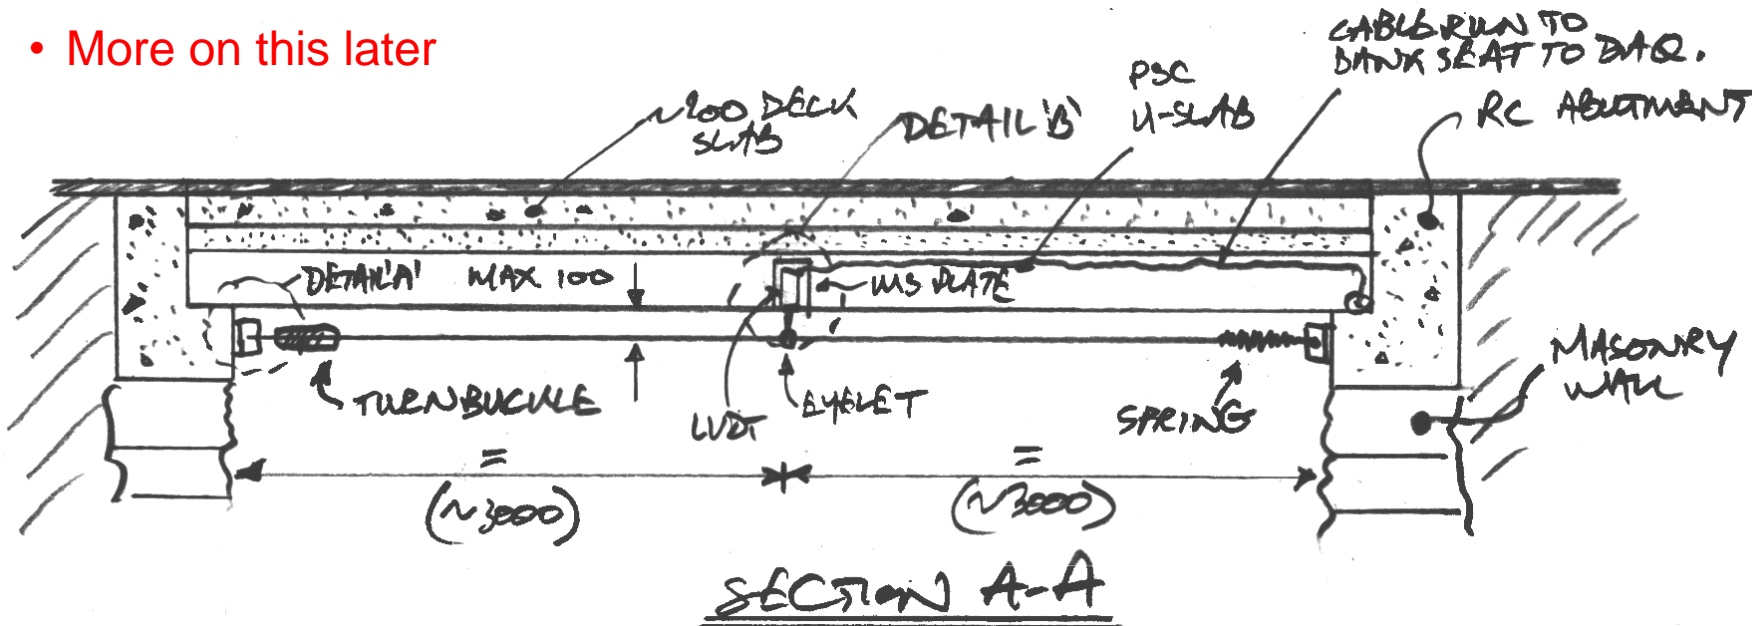 • More on this later
CABLE RUN TO
BANK SEAT TO DAQ.
PSC
U-SLAB
~200 DECK
SLAB
DETAIL 'B'
RC ABUTMENT
DETAIL 'A'
MAX 100
MS PLATE
TURNBUCKLE
LVDT
EYELET
SPRING
MASONRY
WALL
=
=
(~3000)
(~3000)
SECTION A-A